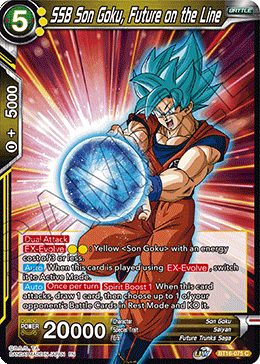 5
SSB Son Goku, Future on the Line
BATTLE
0 + 5000
Dual Attack
EX-Evolve : Yellow <Son Goku> with an energy
cost of 3 or less.
Auto When this card is played using EX-Evolve, switch
it to Active Mode.
Auto Once per turn Spirit Boost 1 When this card
attacks, draw 1 card, then choose up to 1 of your
opponent's Battle Cards in Rest Mode and KO it.
POWER
20000
Character
Son Goku
Special Trait
Saiyan
Future Trunks Saga
BT16-075 C